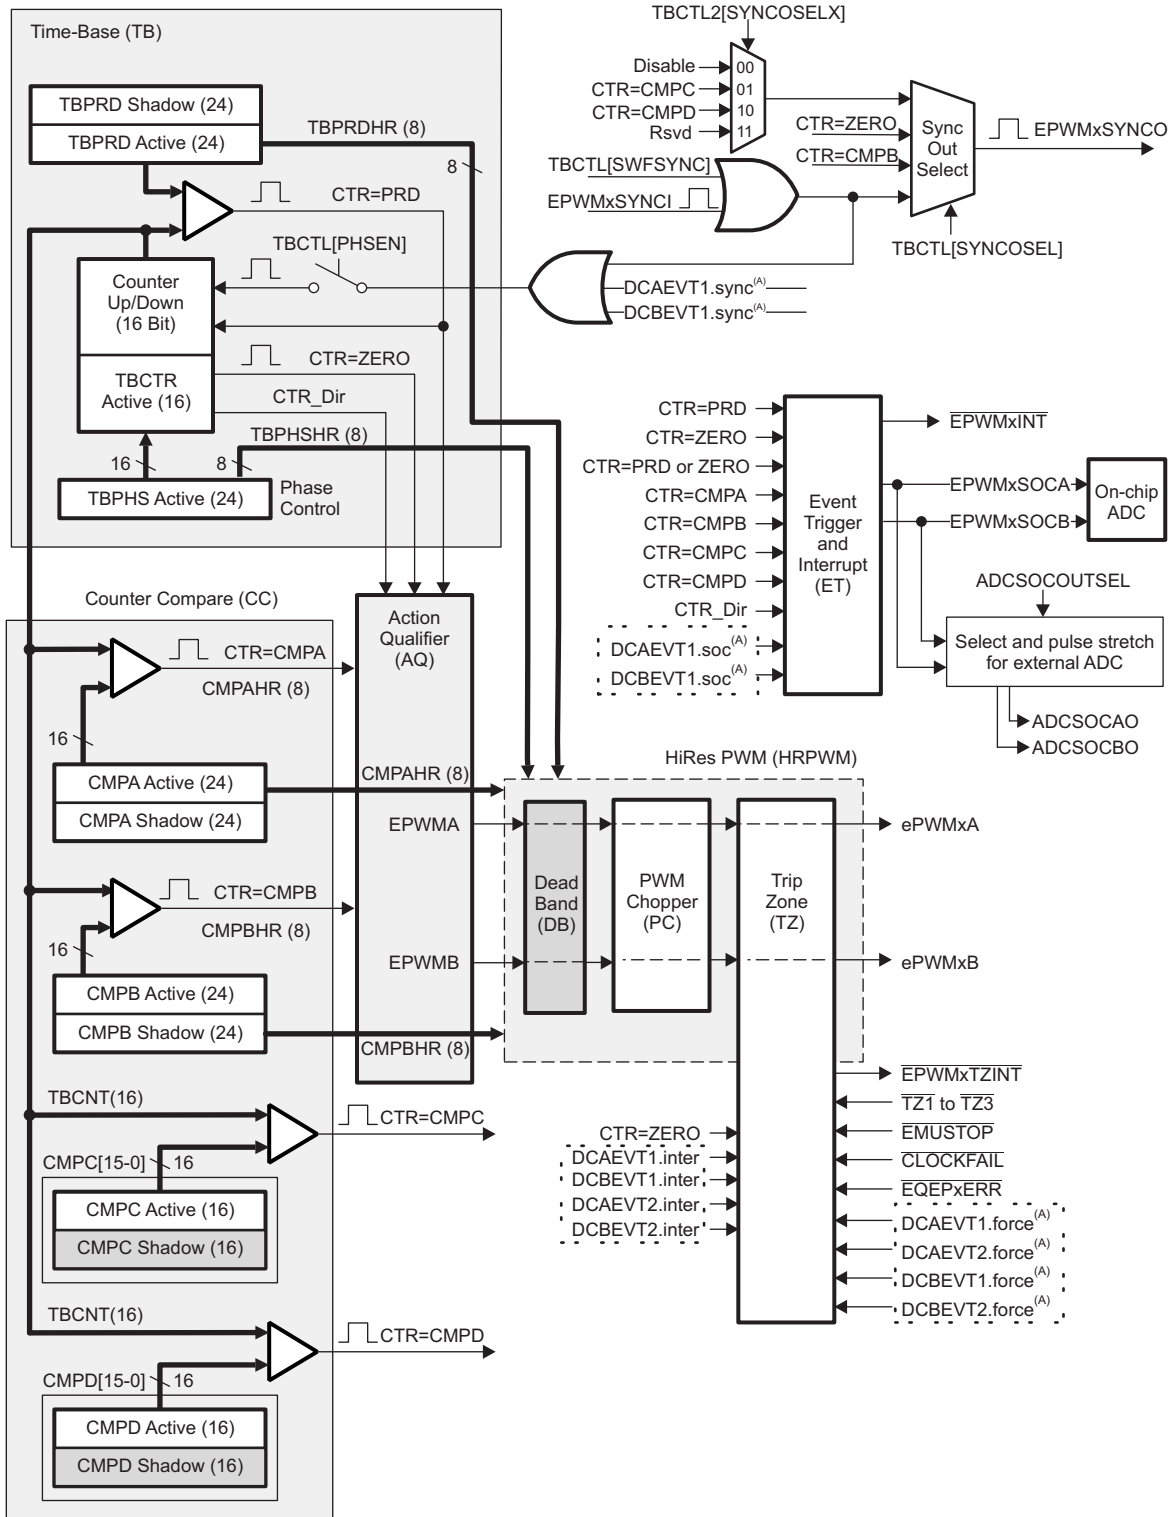 Time-Base (TB)
TBPRD Shadow (24)
TBPRD Active (24)
TBPRDHR (8)
8
CTR=PRD
TBCTL[PHSEN]
Counter
Up/Down
(16 Bit)
CTR=ZERO
TBCTR
Active (16)
CTR_Dir
TBPHSHR (8)
16
8
TBPHS Active (24)
Phase
Control
TBCTL2[SYNCOSELX]
Disable
00
CTR=CMPC
01
CTR=CMPD
10
Rsvd
11
CTR=ZERO
CTR=CMPB
Sync
Out
Select
EPWMxSYNCO
TBCTL[SWFSYNC]
EPWMxSYNCI
TBCTL[SYNCOSEL]
DCAEVT1.sync(A)
DCBEVT1.sync(A)
CTR=PRD
CTR=ZERO
CTR=PRD or ZERO
CTR=CMPA
CTR=CMPB
CTR=CMPC
CTR=CMPD
CTR_Dir
DCAEVT1.soc(A)
DCBEVT1.soc(A)
Event
Trigger
and
Interrupt
(ET)
EPWMxINT
EPWMxSOCA
EPWMxSOCB
On-chip
ADC
ADCSOCOUTSEL
Select and pulse stretch
for external ADC
ADCSOCAO
ADCSOCBO
Counter Compare (CC)
Action
Qualifier
(AQ)
CTR=CMPA
CMPAHR (8)
16
CMPA Active (24)
CMPA Shadow (24)
CMPAHR (8)
EPWMA
CTR=CMPB
CMPBHR (8)
16
EPWMB
CMPB Active (24)
CMPB Shadow (24)
CMPBHR (8)
HiRes PWM (HRPWM)
Dead
Band
(DB)
PWM
Chopper
(PC)
Trip
Zone
(TZ)
ePWMxA
ePWMxB
EPWMxTZINT
TZ1 to TZ3
EMUSTOP
CLOCKFAIL
EQEPxERR
DCAEVT1.force(A)
DCAEVT2.force(A)
DCBEVT1.force(A)
DCBEVT2.force(A)
CTR=ZERO
DCAEVT1.inter
DCBEVT1.inter
DCAEVT2.inter
DCBEVT2.inter
TBCNT(16)
CTR=CMPC
CMPC[15-0]
16
CMPC Active (16)
CMPC Shadow (16)
TBCNT(16)
CTR=CMPD
CMPD[15-0]
16
CMPD Active (16)
CMPD Shadow (16)